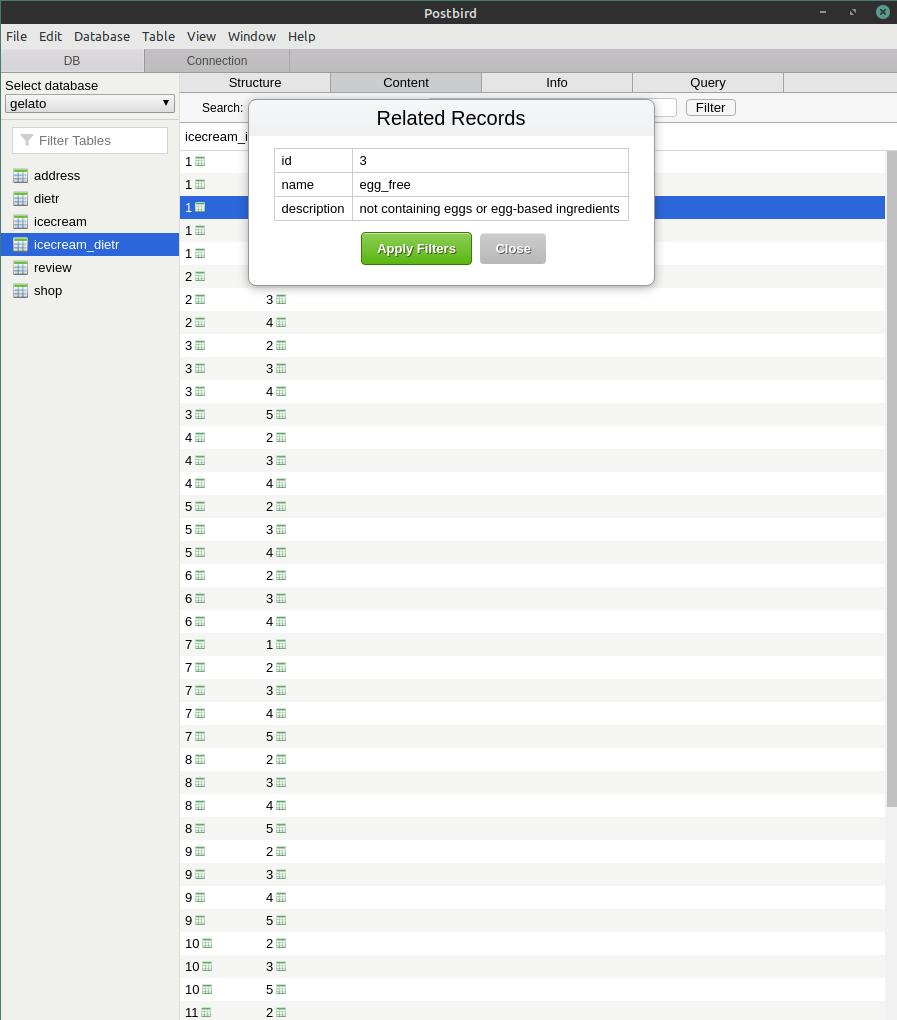 Postbird
File Edit Database Table View Window Help
DB Connection
Select database
gelato
Filter Tables
address
dietr
icecream
icecream_dietr
review
shop
Structure Content Info Query
Search: Filter
Related Records
id 3
name egg_free
description not containing eggs or egg-based ingredients
Apply Filters Close
icecream_i
1
1
1
1
1
2
2 3
2 4
3 2
3 3
3 4
3 5
4 2
4 3
4 4
5 2
5 3
5 4
6 2
6 3
6 4
7 1
7 2
7 3
7 4
7 5
8 2
8 3
8 4
8 5
9 2
9 3
9 4
9 5
10 2
10 3
10 5
11 2